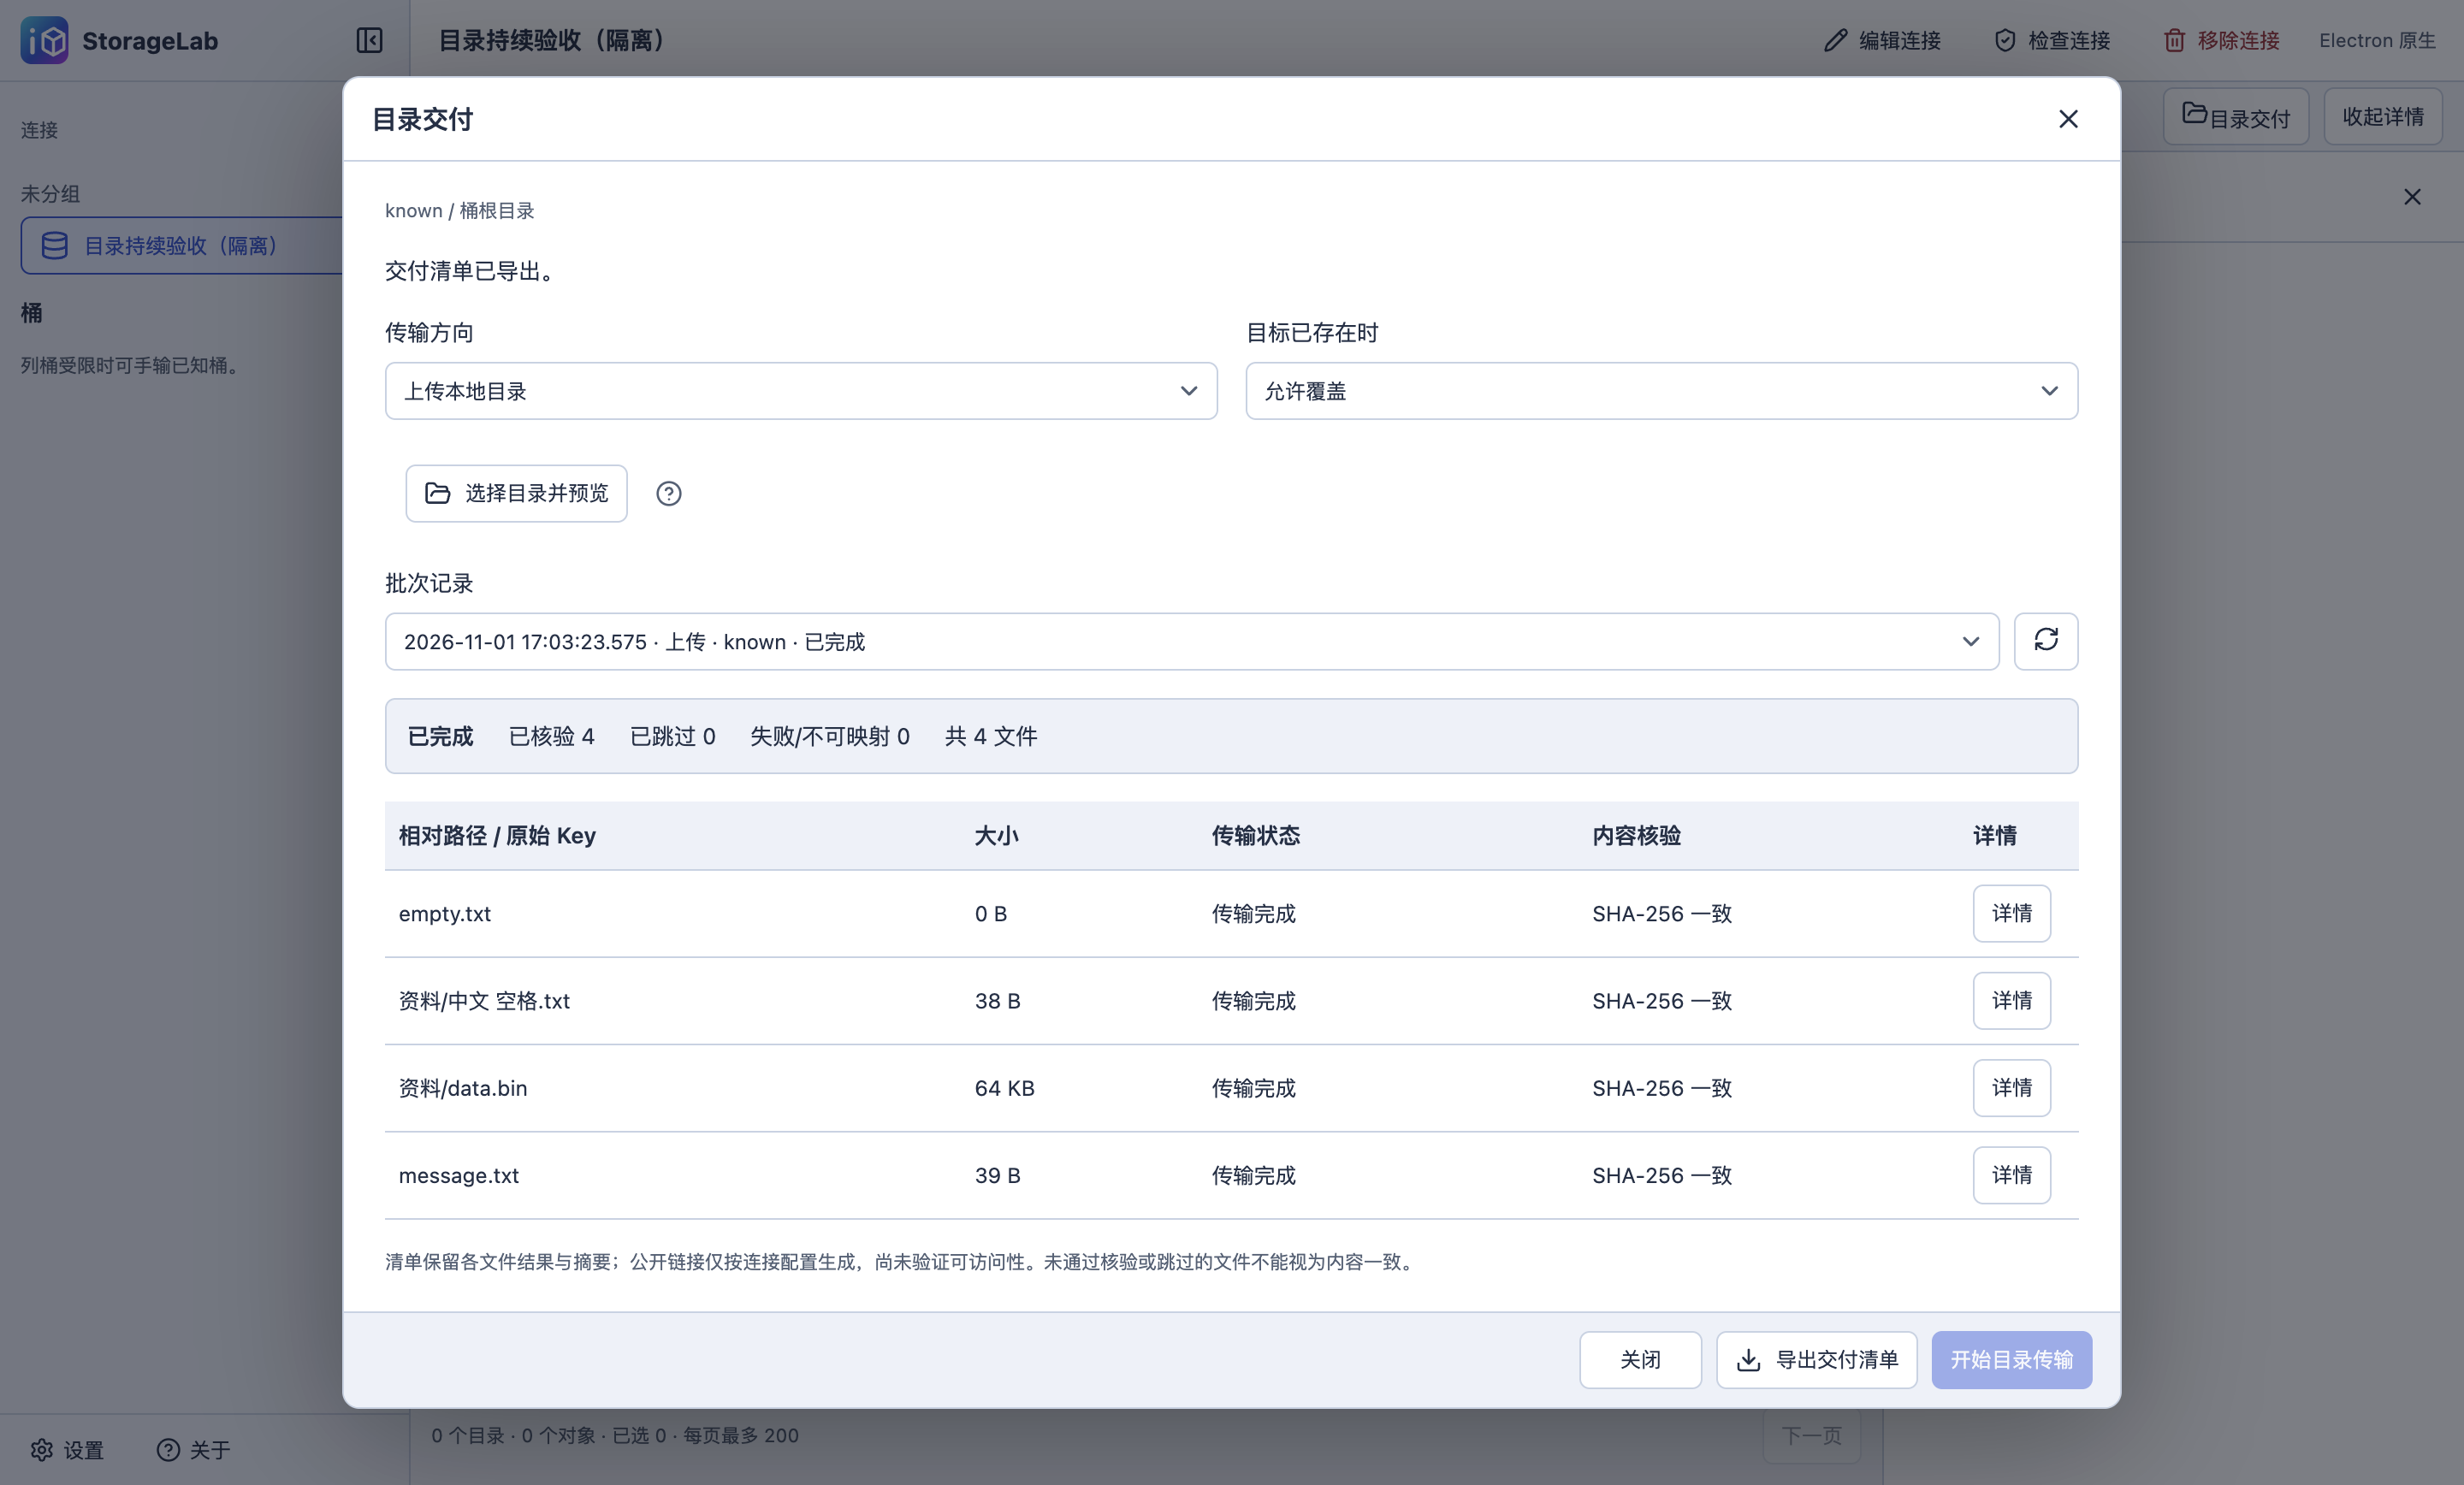 StorageLab
目录持续验收（隔离）
编辑连接
检查连接
移除连接
Electron 原生
连接
未分组
目录持续验收（隔离）
桶
列桶受限时可手输已知桶。
目录交付
收起详情
目录交付
known / 桶根目录
交付清单已导出。
传输方向
目标已存在时
上传本地目录
允许覆盖
选择目录并预览
批次记录
2026-11-01 17:03:23.575 · 上传 · known · 已完成
已完成 已核验 4 已跳过 0 失败/不可映射 0 共 4 文件
相对路径 / 原始 Key 大小 传输状态 内容核验 详情
empty.txt 0 B 传输完成 SHA-256 一致 详情
资料/中文 空格.txt 38 B 传输完成 SHA-256 一致 详情
资料/data.bin 64 KB 传输完成 SHA-256 一致 详情
message.txt 39 B 传输完成 SHA-256 一致 详情
清单保留各文件结果与摘要；公开链接仅按连接配置生成，尚未验证可访问性。未通过核验或跳过的文件不能视为内容一致。
关闭
导出交付清单
开始目录传输
0 个目录 · 0 个对象 · 已选 0 · 每页最多 200
下一页
设置
关于